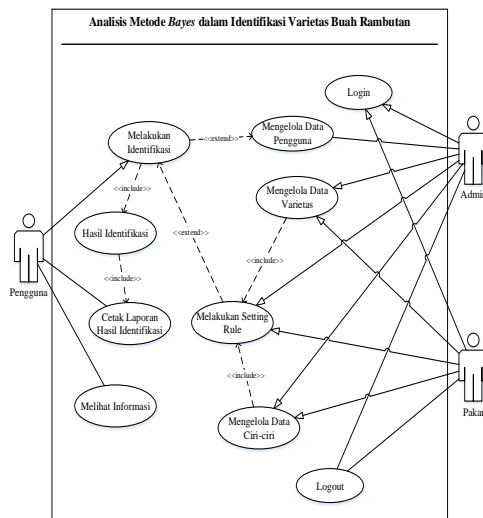 Analisis Metode Bayes dalam Identifikasi Varietas Buah Rambutan
Login
Melakukan
Identifikasi
<<extend>>
Mengelola Data
Pengguna
Admin
<<include>>
Mengelola Data
Varietas
Hasil Identifikasi
<<extend>>
<<include>>
<<include>>
Pengguna
Cetak Laporan
Hasil Identifikasi
Melakukan Setting
Rule
<<include>>
Melihat Informasi
Mengelola Data
Ciri-ciri
Pakar
Logout